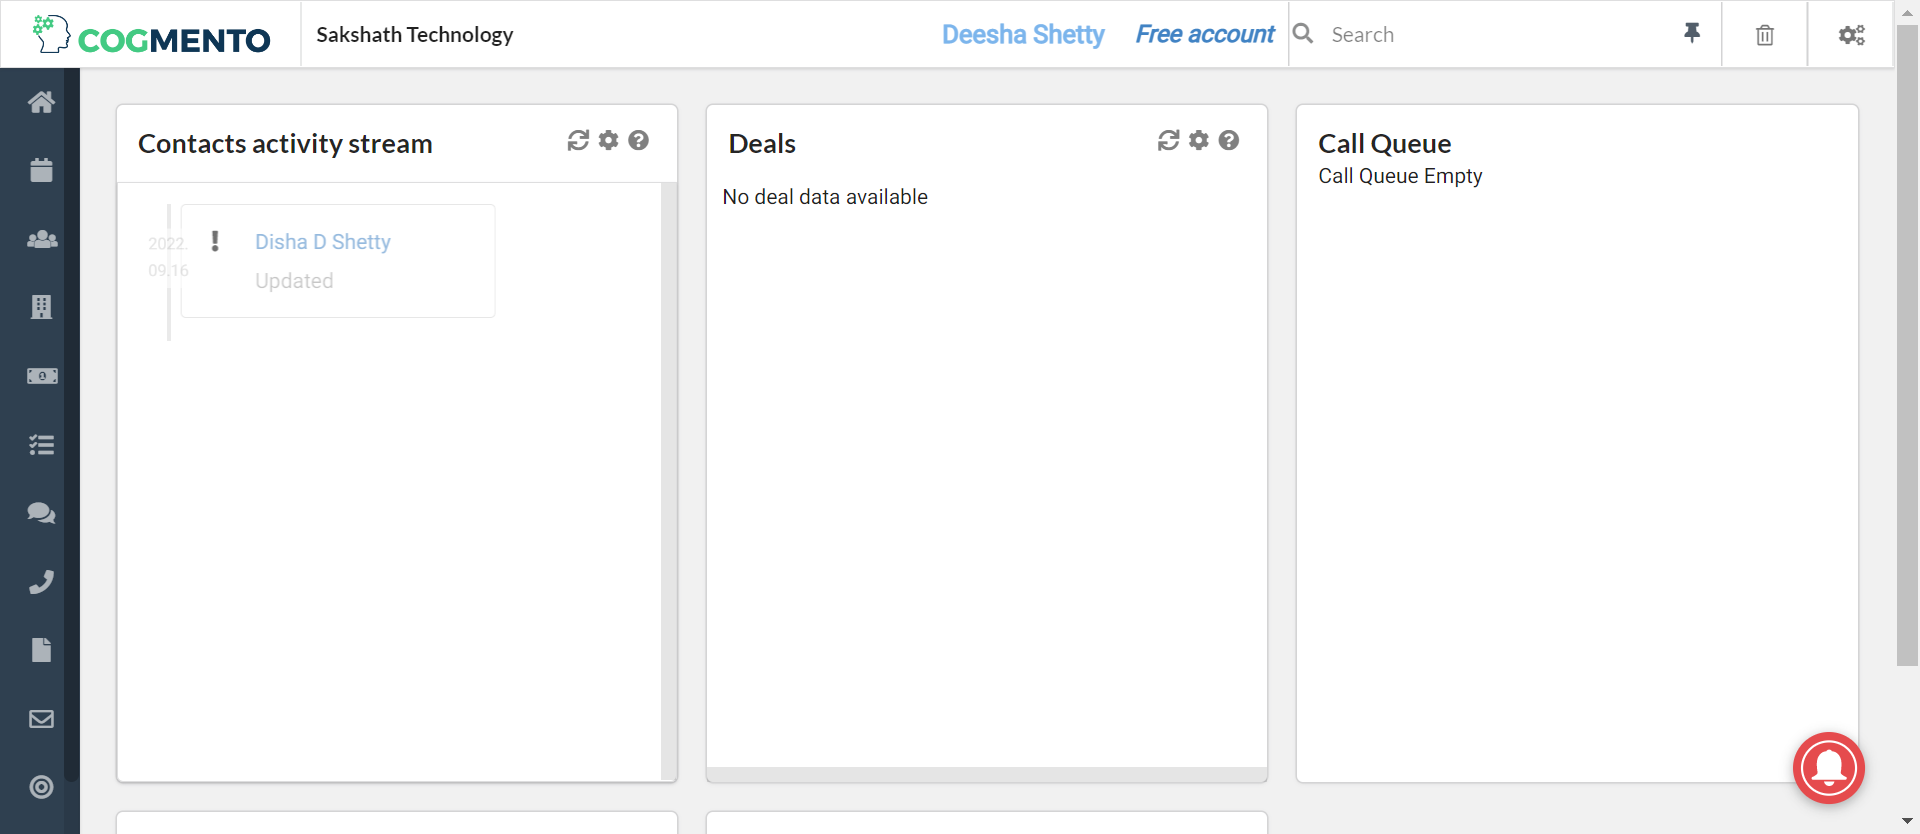 COGMENTO
Sakshath Technology
Deesha Shetty
Free account
Search
Contacts activity stream
2022.
09.16
Disha D Shetty
Updated
Deals
No deal data available
Call Queue
Call Queue Empty